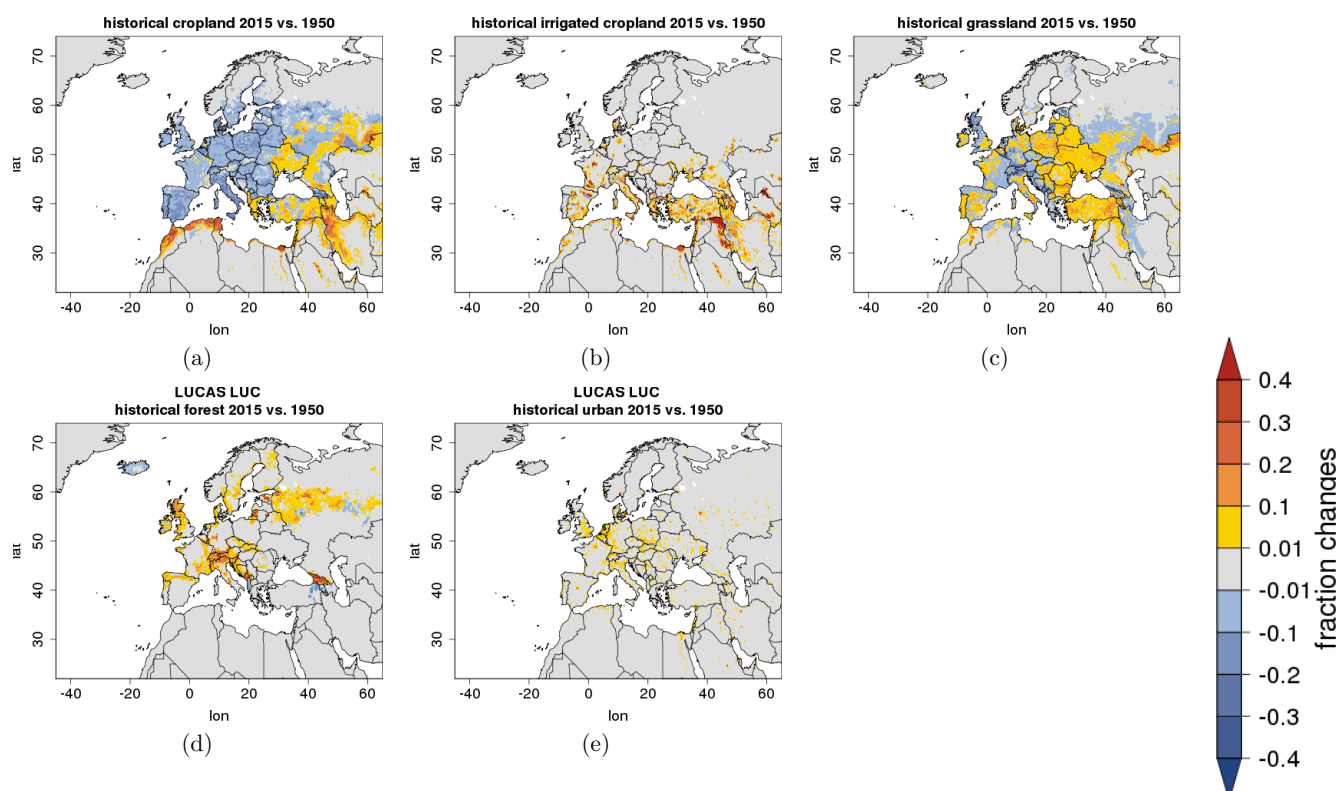 historical cropland 2015 vs. 1950
historical irrigated cropland 2015 vs. 1950
historical grassland 2015 vs. 1950
70
60
50
40
30
lat
-40 -20 0 20 40 60
lon
(a)
70
60
50
40
30
lat
-40 -20 0 20 40 60
lon
(b)
70
60
50
40
30
lat
-40 -20 0 20 40 60
lon
(c)
LUCAS LUC
historical forest 2015 vs. 1950
70
60
50
40
30
lat
-40 -20 0 20 40 60
lon
(d)
LUCAS LUC
historical urban 2015 vs. 1950
70
60
50
40
30
lat
-40 -20 0 20 40 60
lon
(e)
0.4
0.3
0.2
0.1
0.01
-0.01
-0.1
-0.2
-0.3
-0.4
fraction changes